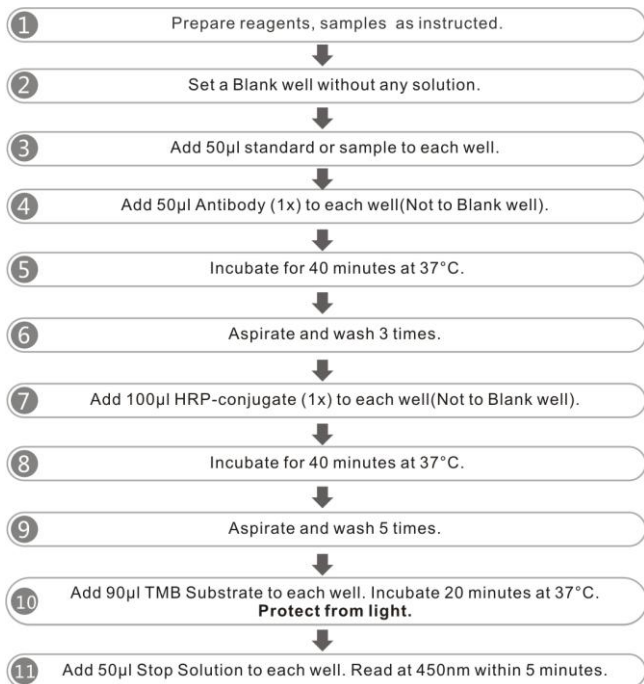 1 Prepare reagents, samples as instructed.
2 Set a Blank well without any solution.
3 Add 50μl standard or sample to each well.
4 Add 50μl Antibody (1x) to each well(Not to Blank well).
5 Incubate for 40 minutes at 37°C.
6 Aspirate and wash 3 times.
7 Add 100μl HRP-conjugate (1x) to each well(Not to Blank well).
8 Incubate for 40 minutes at 37°C.
9 Aspirate and wash 5 times.
10 Add 90μl TMB Substrate to each well. Incubate 20 minutes at 37°C.
Protect from light.
11 Add 50μl Stop Solution to each well. Read at 450nm within 5 minutes.